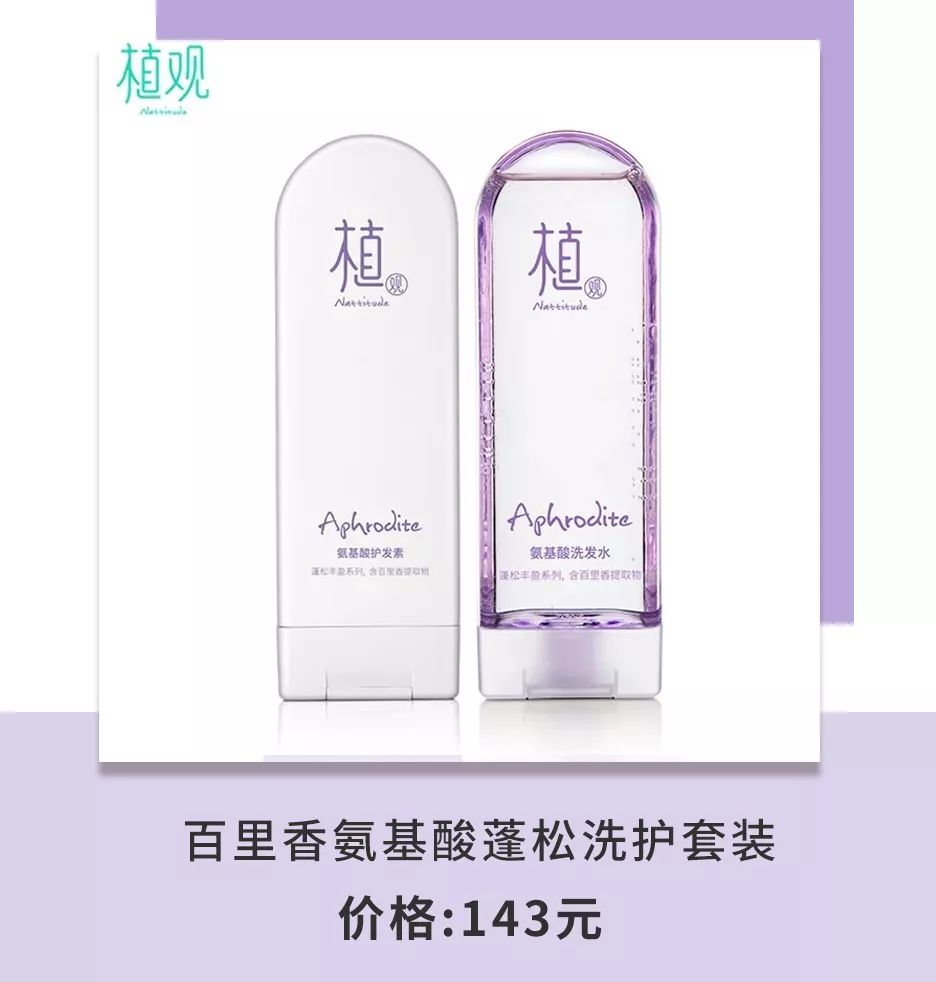 植观
Nattitude
植观
Nattitude
Aphrodite
氨基酸护发素
蓬松丰盈系列, 含百里香提取物
植观
Nattitude
Aphrodite
氨基酸洗发水
蓬松丰盈系列, 含百里香提取物
百里香氨基酸蓬松洗护套装
价格:143元